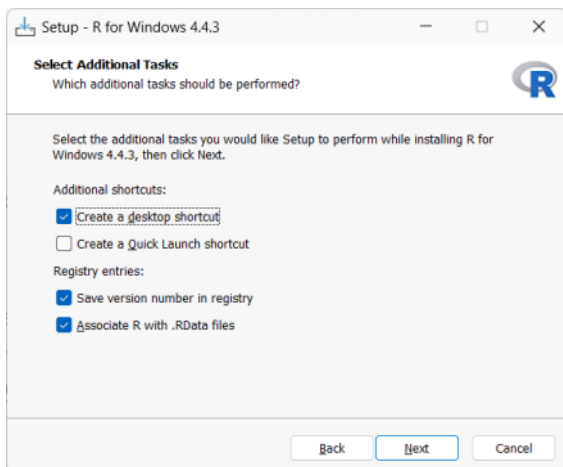 Setup - R for Windows 4.4.3
Select Additional Tasks
Which additional tasks should be performed?
R
Select the additional tasks you would like Setup to perform while installing R for
Windows 4.4.3, then click Next.
Additional shortcuts:
Create a desktop shortcut
Create a Quick Launch shortcut
Registry entries:
Save version number in registry
Associate R with .RData files
Back Next Cancel